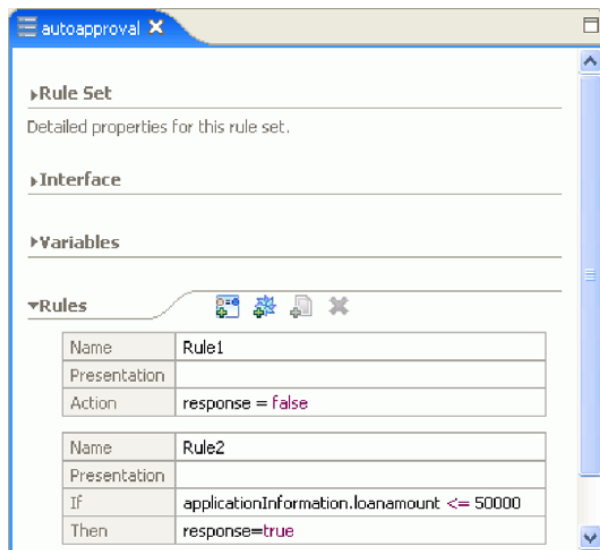 autoapproval
Rule Set
Detailed properties for this rule set.
Interface
Variables
Rules
Name Rule1
Presentation
Action response = false
Name Rule2
Presentation
If applicationInformation.loanamount <= 50000
Then response=true